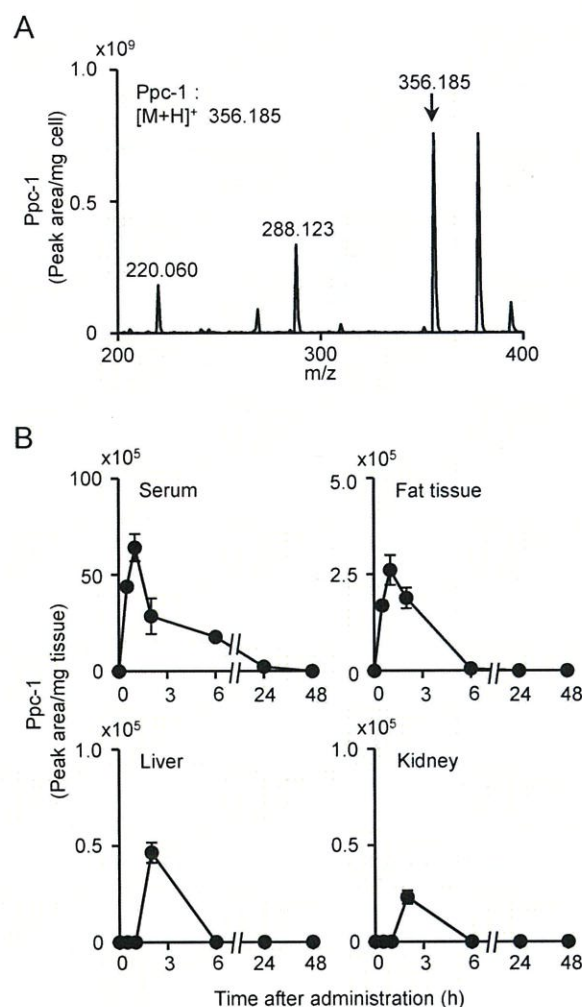 A
x10⁹
1.0
Ppc-1 :
[M+H]⁺ 356.185
356.185
Ppc-1
(Peak area/mg cell)
0.5
288.123
220.060
0
200
300
400
m/z
B
x10⁵
100
Serum
50
0
0
3
6
24
48
x10⁵
5.0
Fat tissue
2.5
0
0
3
6
24
48
Ppc-1
(Peak area/mg tissue)
x10⁵
1.0
Liver
0.5
0
0
3
6
24
48
x10⁵
1.0
Kidney
0.5
0
0
3
6
24
48
Time after administration (h)